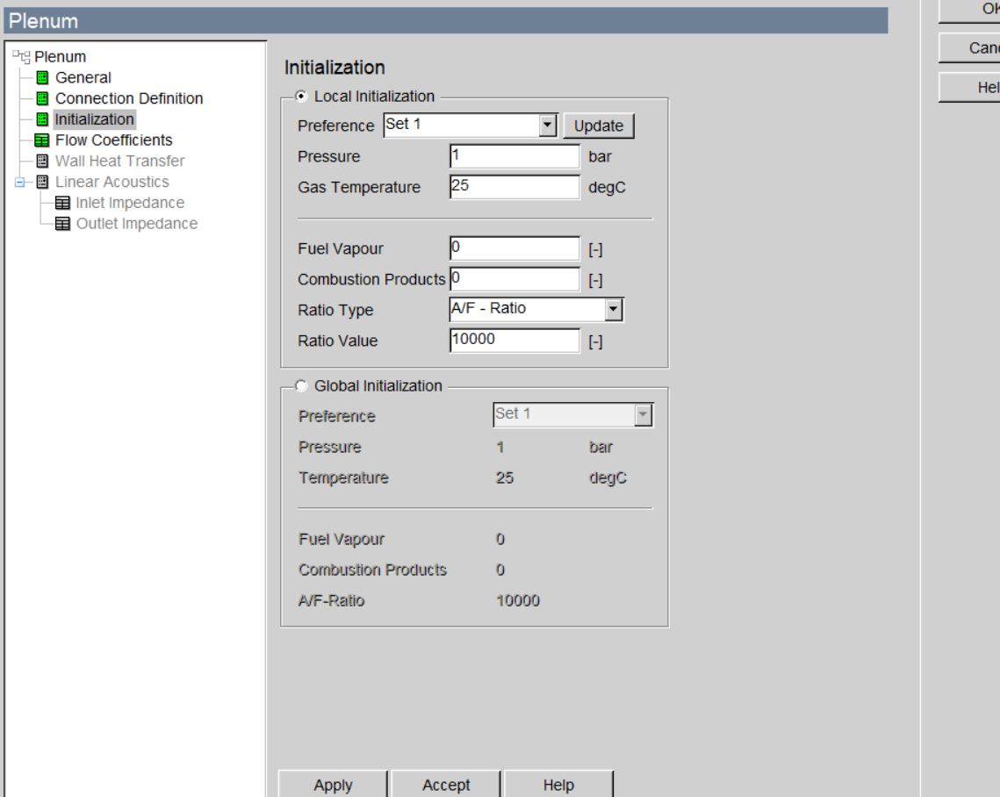 Plenum
OK
Plenum
General
Connection Definition
Initialization
Flow Coefficients
Wall Heat Transfer
Linear Acoustics
Inlet Impedance
Outlet Impedance
Initialization
Local Initialization
Preference Set 1 Update
Pressure 1 bar
Gas Temperature 25 degC
Fuel Vapour 0 [-]
Combustion Products 0 [-]
Ratio Type A/F - Ratio
Ratio Value 10000 [-]
Global Initialization
Preference Set 1
Pressure 1 bar
Temperature 25 degC
Fuel Vapour 0
Combustion Products 0
A/F-Ratio 10000
Apply Accept Help
Canc
Hel